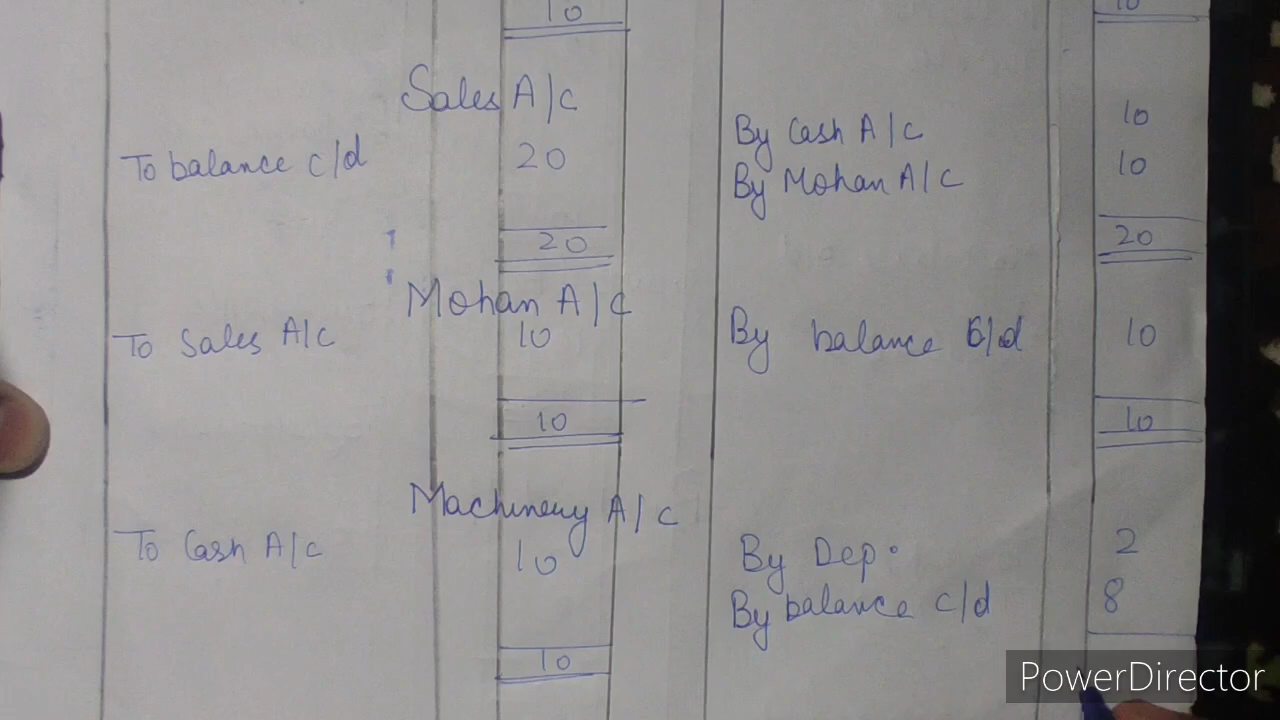 10 10
Sales A/c
To balance c/d 20 By Cash A/c 10
By Mohan A/c 10
20 20
Mohan A/c
To Sales A/c 10 By balance c/d 10
10 10
Machinery A/c
To Cash A/c 10 By Dep. 2
By balance c/d 8
10
PowerDirector